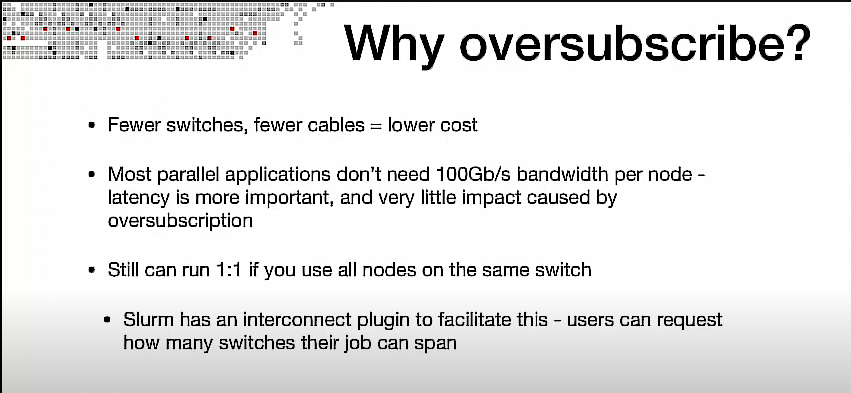 Why oversubscribe?
• Fewer switches, fewer cables = lower cost
• Most parallel applications don't need 100Gb/s bandwidth per node -
latency is more important, and very little impact caused by
oversubscription
• Still can run 1:1 if you use all nodes on the same switch
• Slurm has an interconnect plugin to facilitate this - users can request
how many switches their job can span